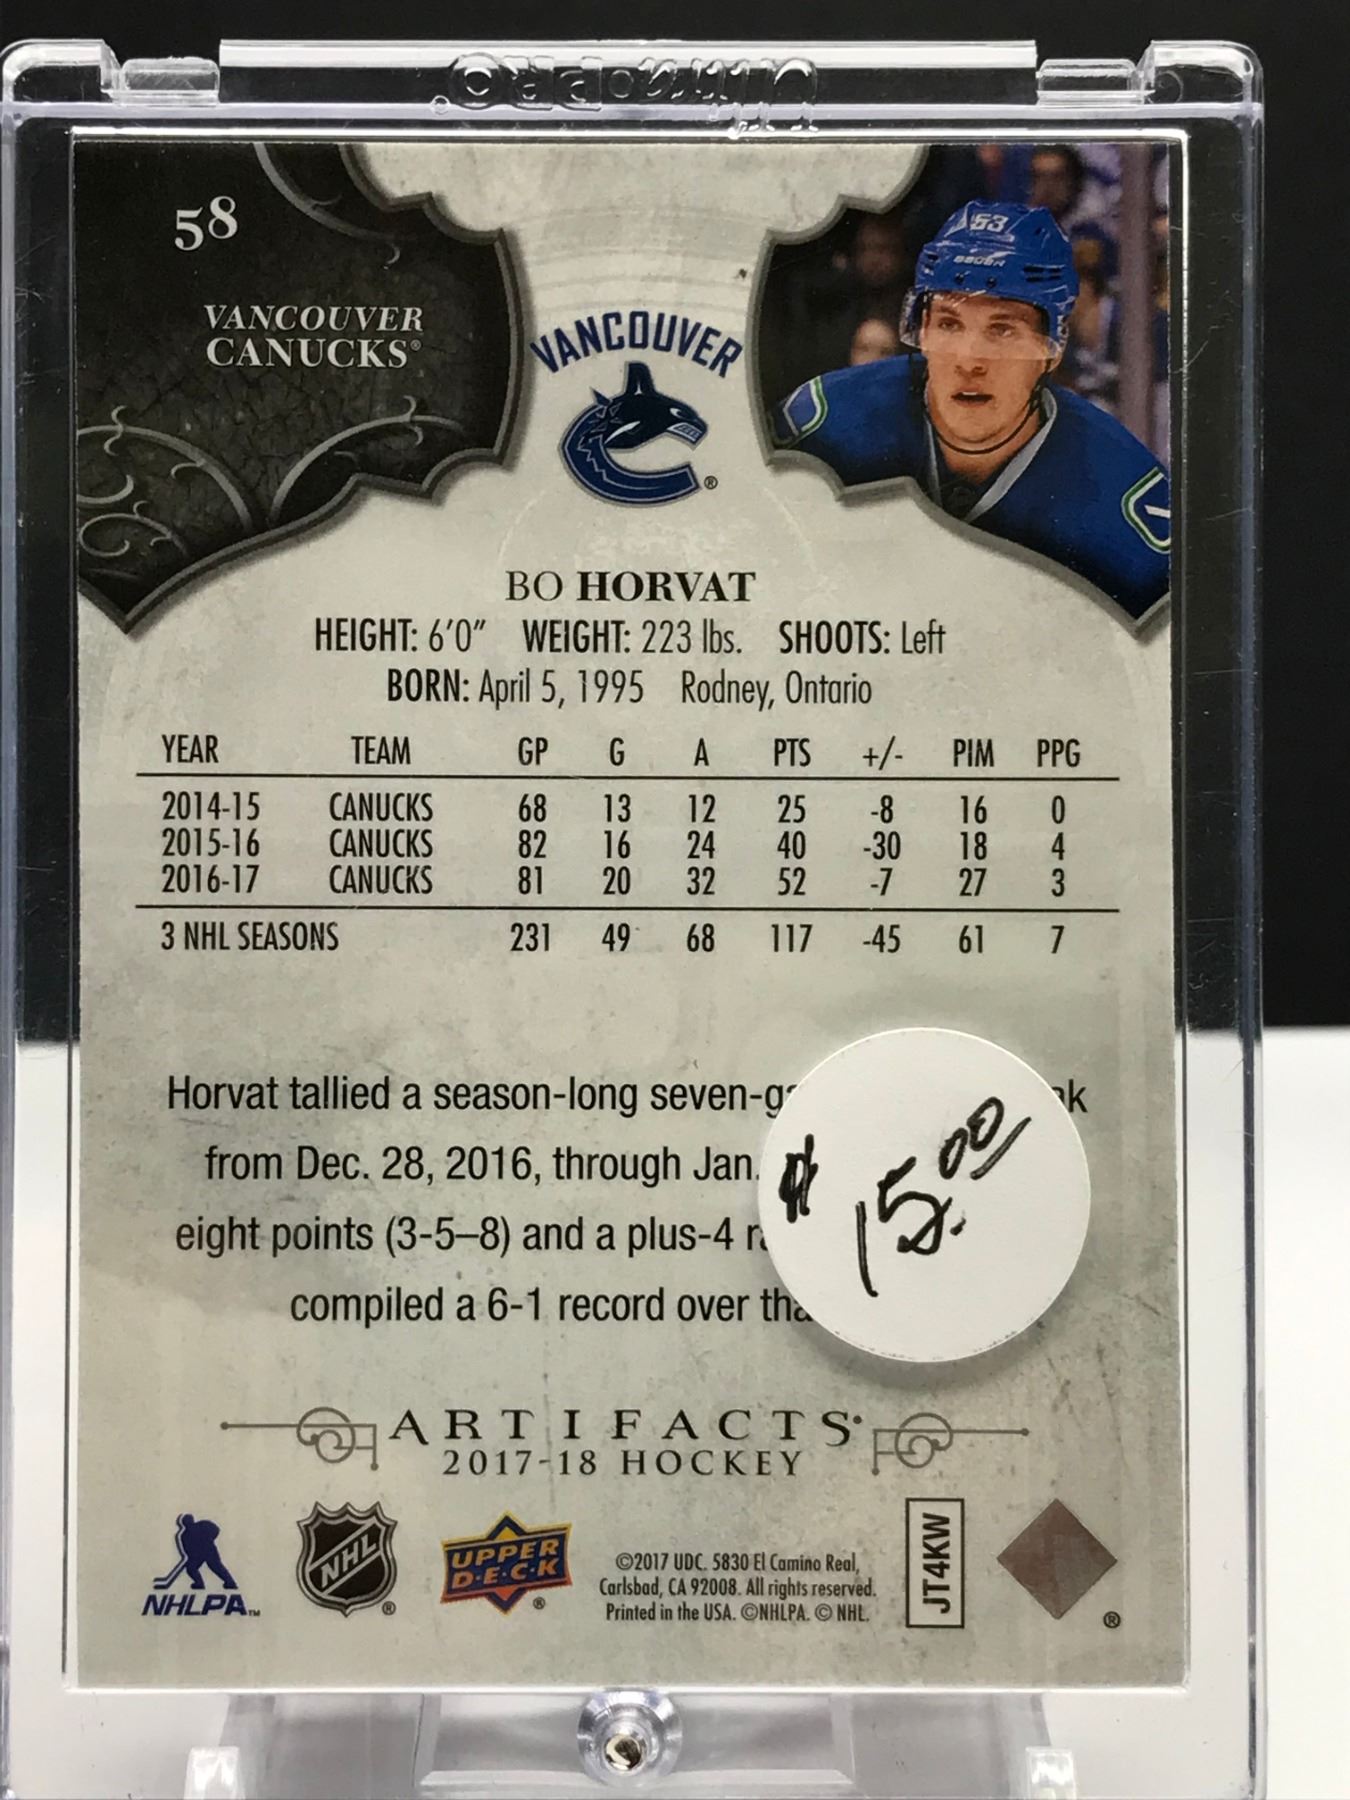 ultra·PRO®
58
VANCOUVER
CANUCKS®
VANCOUVER
®
53
BAUER
BO HORVAT
HEIGHT: 6'0" WEIGHT: 223 lbs. SHOOTS: Left
BORN: April 5, 1995 Rodney, Ontario
YEAR TEAM GP G A PTS +/- PIM PPG
2014-15 CANUCKS 68 13 12 25 -8 16 0
2015-16 CANUCKS 82 16 24 40 -30 18 4
2016-17 CANUCKS 81 20 32 52 -7 27 3
3 NHL SEASONS 231 49 68 117 -45 61 7
Horvat tallied a season-long
from Dec. 28, 2016, through Jan.
eight points (3-5–8) and a plus-4
compiled a 6-1 record over
$ 15.00
ARTIFACTS®
2017-18 HOCKEY
NHLPA™
NHL ®
UPPER
D·E·C·K ®
©2017 UDC. 5830 El Camino Real,
Carlsbad, CA 92008. All rights reserved.
Printed in the USA. ©NHLPA. © NHL.
JT4KW
®